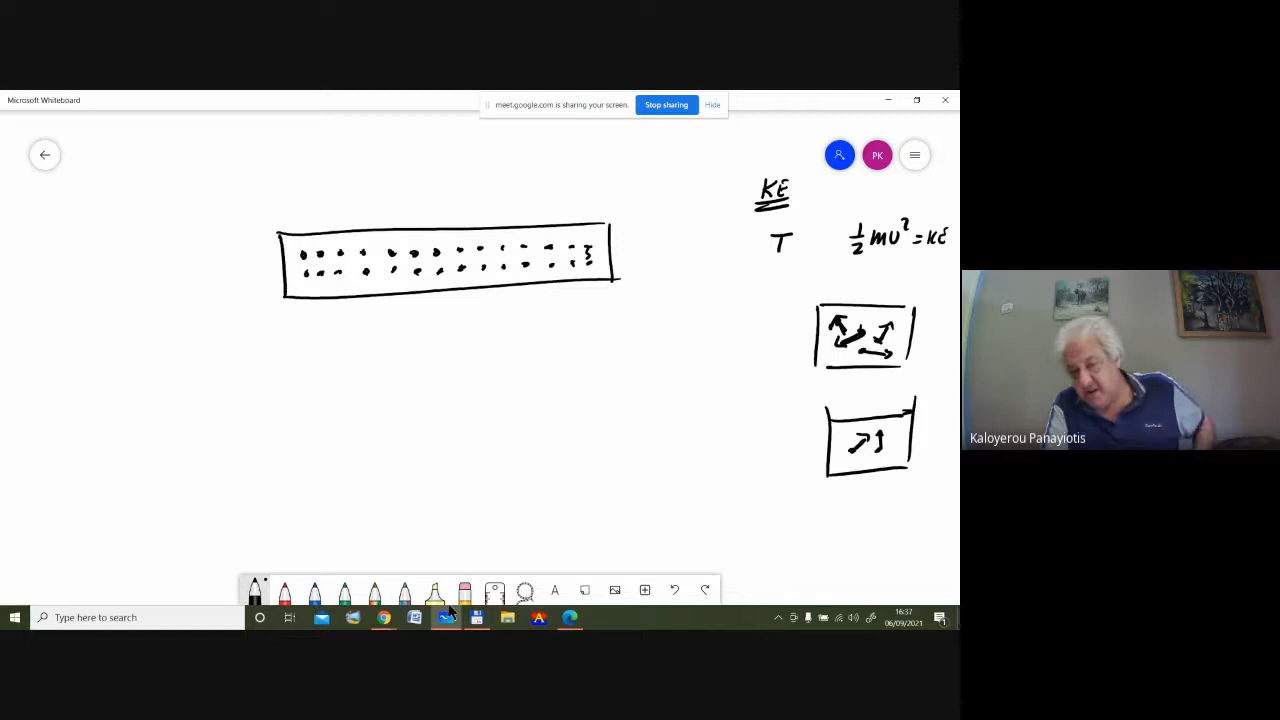 Microsoft Whiteboard
meet.google.com is sharing your screen.
Stop sharing
Hide
PK
KE
T
½mv²=KE
Kaloyerou Panayiotis
A
Type here to search
16:37
06/09/2021